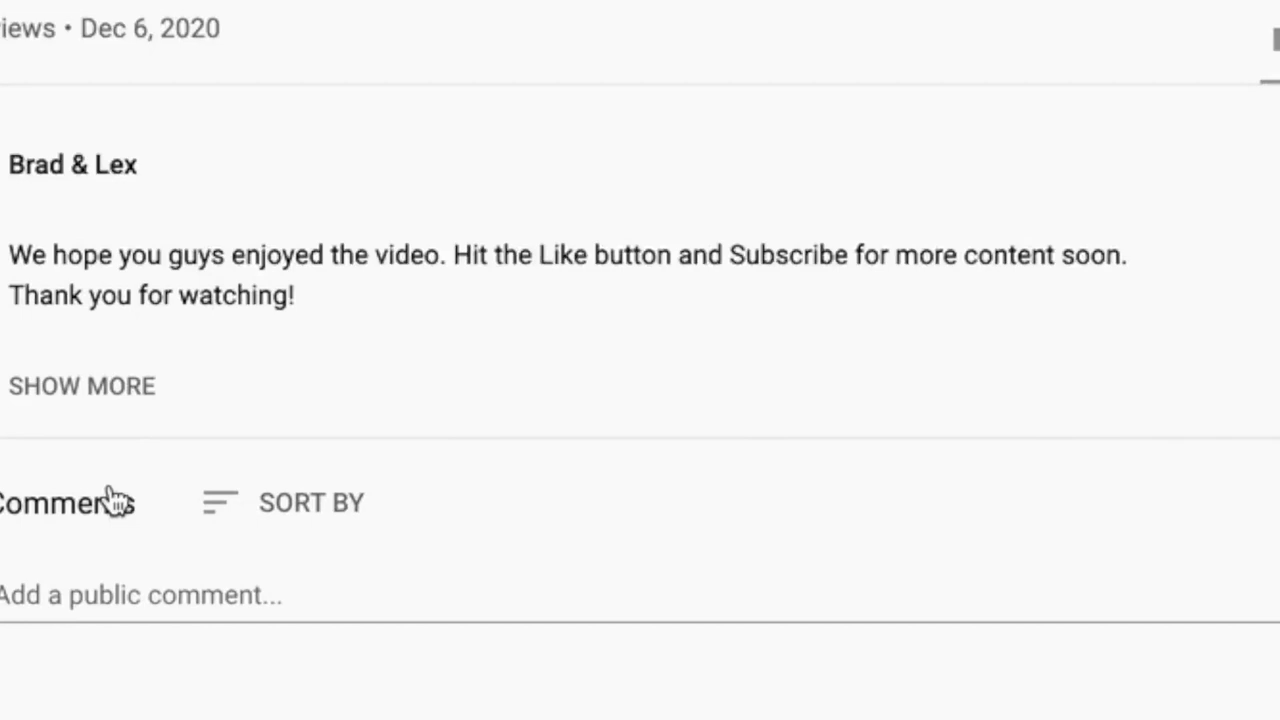 iews • Dec 6, 2020
Brad & Lex
We hope you guys enjoyed the video. Hit the Like button and Subscribe for more content soon.
Thank you for watching!
SHOW MORE
Comments
SORT BY
Add a public comment...